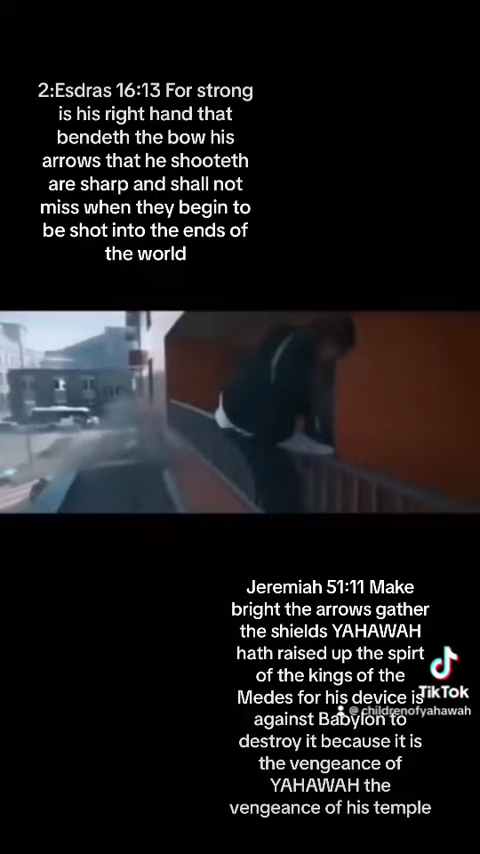 2:Esdras 16:13 For strong
is his right hand that
bendeth the bow his
arrows that he shooteth
are sharp and shall not
miss when they begin to
be shot into the ends of
the world
Jeremiah 51:11 Make
bright the arrows gather
the shields YAHAWAH
hath raised up the spirt
of the kings of the
Medes for his device is
TikTok
@childrenofyahawah
against Babylon to
destroy it because it is
the vengeance of
YAHAWAH the
vengeance of his temple